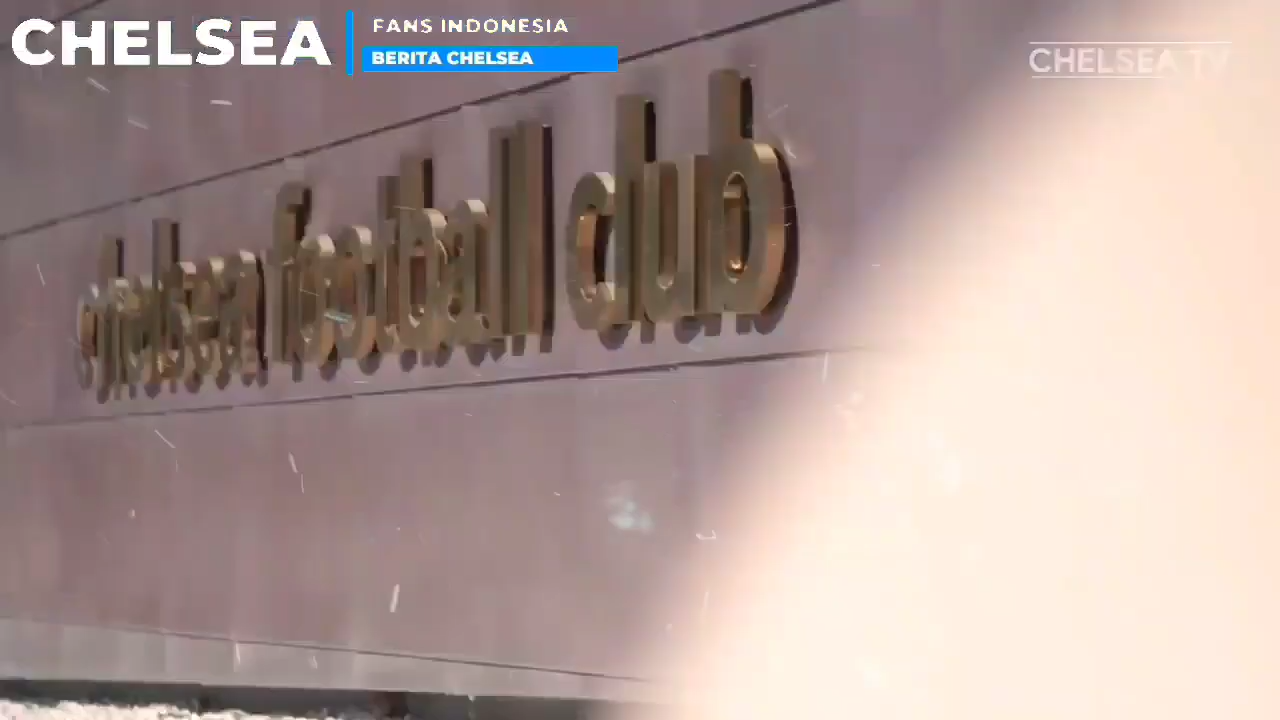 CHELSEA
FANS INDONESIA
BERITA CHELSEA
CHELSEA TV
chelsea football club